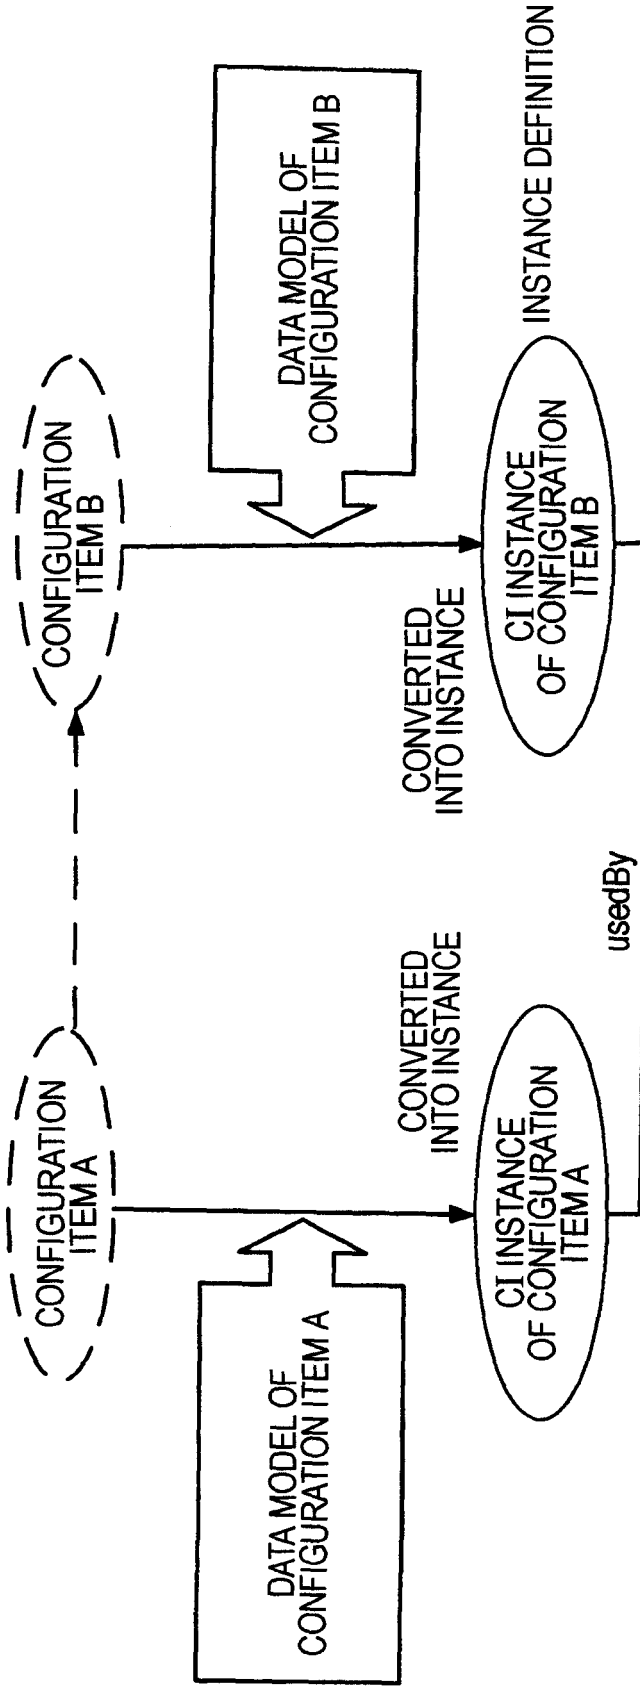 CONFIGURATION
ITEM A
CONFIGURATION
ITEM B
DATA MODEL OF
CONFIGURATION ITEM A
DATA MODEL OF
CONFIGURATION ITEM B
CONVERTED
INTO INSTANCE
CONVERTED
INTO INSTANCE
CI INSTANCE
OF CONFIGURATION
ITEM A
CI INSTANCE
OF CONFIGURATION
ITEM B
INSTANCE DEFINITION
usedBy